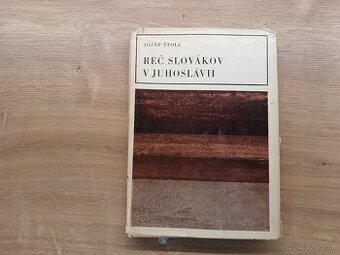 JOZEF ŠTOLC
REČ SLOVÁKOV
V JUHOSLÁVII